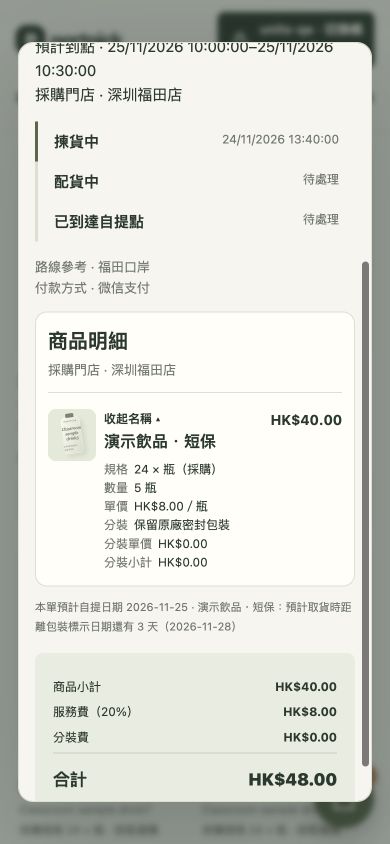 預計到點 · 25/11/2026 10:00:00–25/11/2026
10:30:00
採購門店 · 深圳福田店
揀貨中 24/11/2026 13:40:00
配貨中 待處理
已到達自提點 待處理
路線參考 · 福田口岸
付款方式 · 微信支付
商品明細
採購門店 · 深圳福田店
收起名稱 ▴ HK$40.00
演示飲品 · 短保
規格 24 × 瓶（採購）
數量 5 瓶
單價 HK$8.00 / 瓶
分裝 保留原廠密封包裝
分裝單價 HK$0.00
分裝小計 HK$0.00
本單預計自提日期 2026-11-25 · 演示飲品 · 短保：預計取貨時距
離包裝標示日期還有 3 天（2026-11-28）
商品小計 HK$40.00
服務費（20%） HK$8.00
分裝費 HK$0.00
合計 HK$48.00